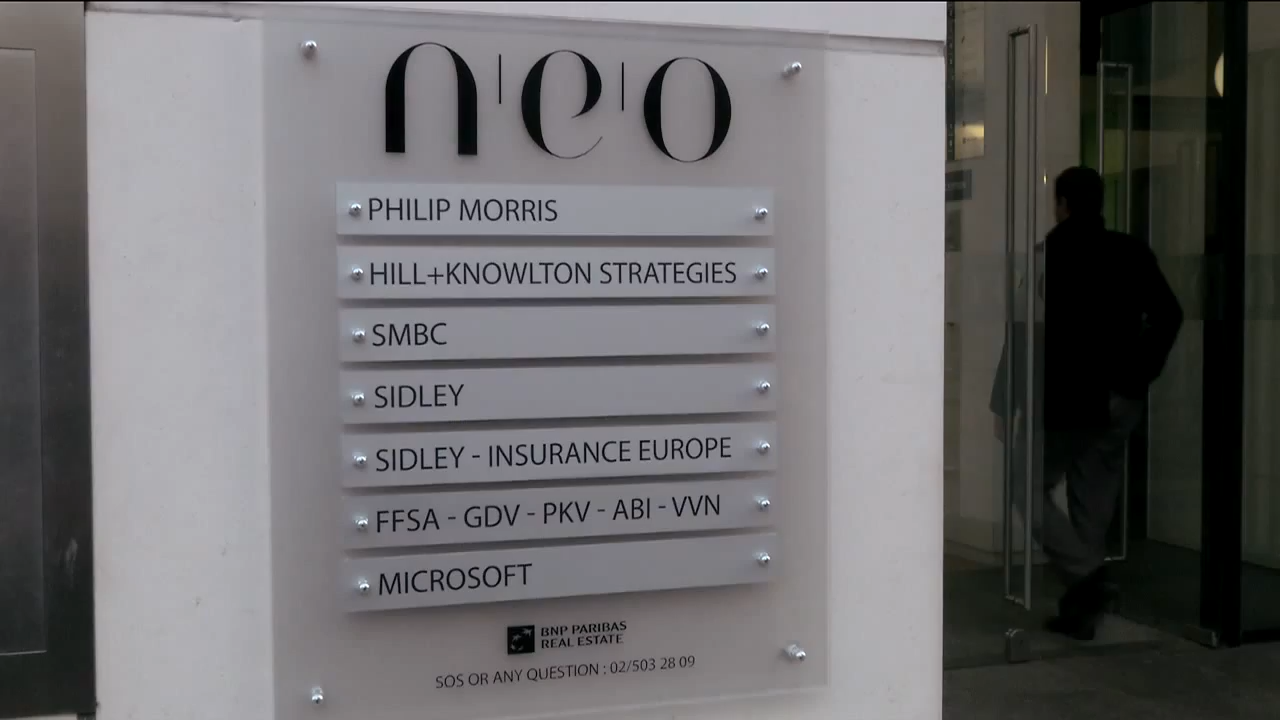 neo
PHILIP MORRIS
HILL+KNOWLTON STRATEGIES
SMBC
SIDLEY
SIDLEY - INSURANCE EUROPE
FFSA - GDV - PKV - ABI - VVN
MICROSOFT
BNP PARIBAS
REAL ESTATE
SOS OR ANY QUESTION : 02/503 28 09